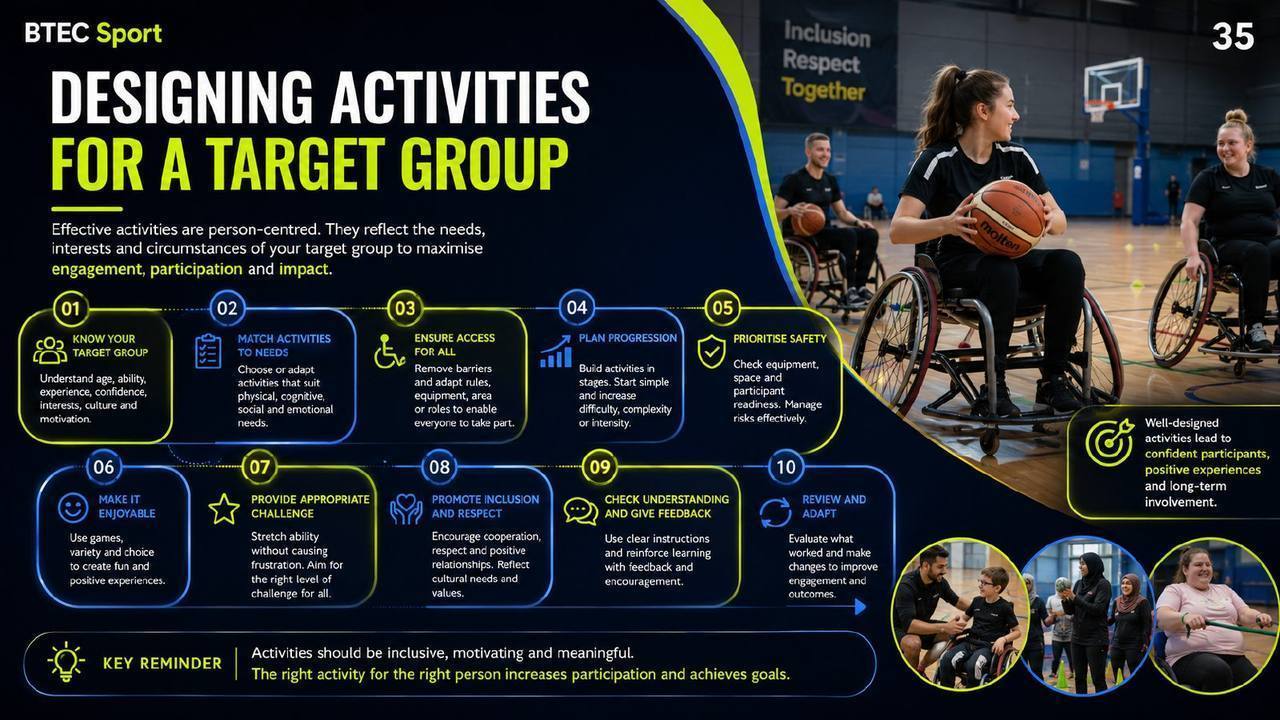 BTEC Sport
35
DESIGNING ACTIVITIES
FOR A TARGET GROUP
Effective activities are person-centred. They reflect the needs,
interests and circumstances of your target group to maximise
engagement, participation and impact.
Inclusion
Respect
Together
molten
01
KNOW YOUR
TARGET GROUP
Understand age, ability,
experience, confidence,
interests, culture and
motivation.
02
MATCH ACTIVITIES
TO NEEDS
Choose or adapt
activities that suit
physical, cognitive,
social and emotional
needs.
03
ENSURE ACCESS
FOR ALL
Remove barriers
and adapt rules,
equipment, area
or roles to enable
everyone to take part.
04
PLAN PROGRESSION
Build activities in
stages. Start simple
and increase
difficulty, complexity
or intensity.
05
PRIORITISE SAFETY
Check equipment,
space and
participant
readiness. Manage
risks effectively.
Well-designed
activities lead to
confident participants,
positive experiences
and long-term
involvement.
06
MAKE IT
ENJOYABLE
Use games,
variety and choice
to create fun and
positive experiences.
07
PROVIDE APPROPRIATE
CHALLENGE
Stretch ability
without causing
frustration. Aim for
the right level of
challenge for all.
08
PROMOTE INCLUSION
AND RESPECT
Encourage cooperation,
respect and positive
relationships. Reflect
cultural needs and
values.
09
CHECK UNDERSTANDING
AND GIVE FEEDBACK
Use clear instructions
and reinforce learning
with feedback and
encouragement.
10
REVIEW AND
ADAPT
Evaluate what
worked and make
changes to improve
engagement and
outcomes.
KEY REMINDER
Activities should be inclusive, motivating and meaningful.
The right activity for the right person increases participation and achieves goals.